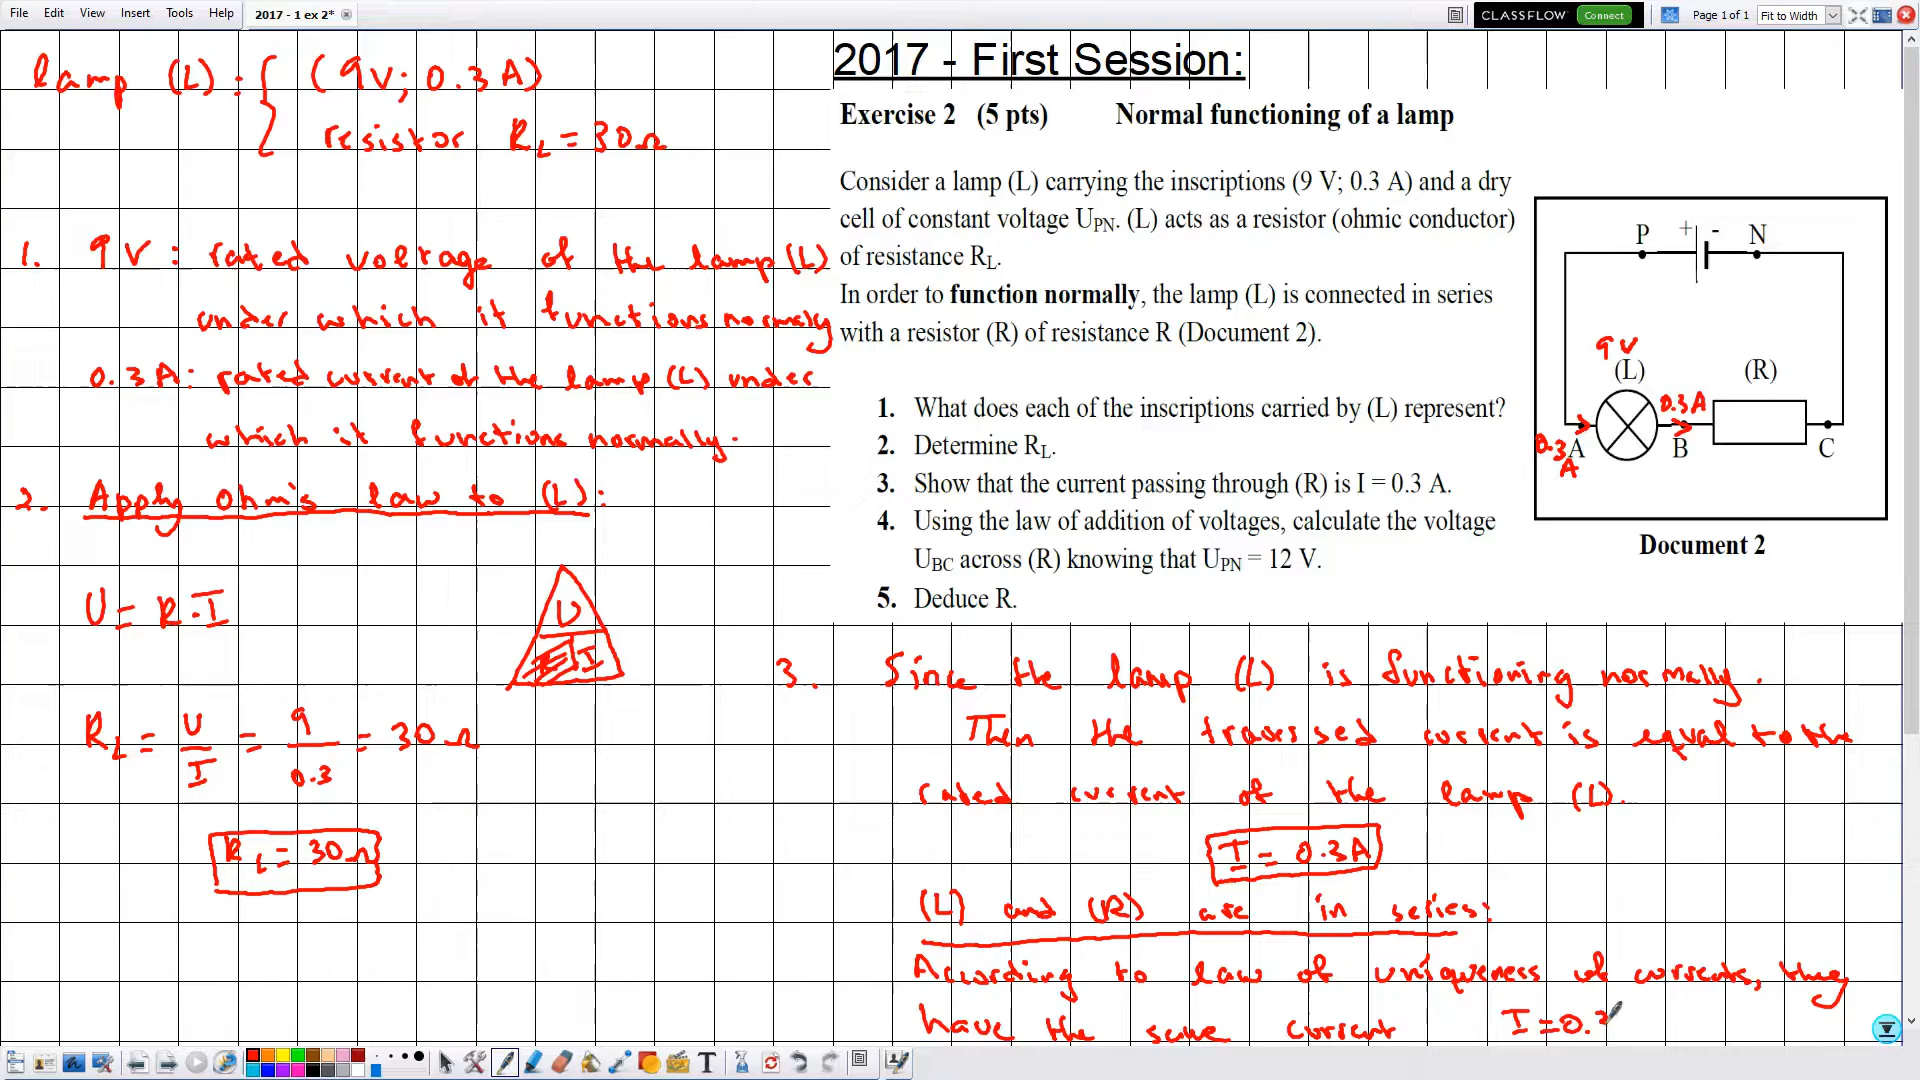 File Edit View Insert Tools Help 2017 - 1 ex 2* CLASSFLOW Connect Page 1 of 1 Fit to Width
lamp (L) : (9V; 0.3 A)
resistor RL = 30Ω
1. 9 V : rated voltage of the lamp (L)
under which it functions normally
0.3 A : rated current of the lamp (L) under
which it functions normally.
2. Apply ohm's law to (L) :
U = R.I
U
I
RL = U/I = 9/0.3 = 30 Ω
RL = 30Ω
2017 - First Session:
Exercise 2 (5 pts) Normal functioning of a lamp
Consider a lamp (L) carrying the inscriptions (9 V; 0.3 A) and a dry
cell of constant voltage UPN. (L) acts as a resistor (ohmic conductor)
of resistance RL.
In order to function normally, the lamp (L) is connected in series
with a resistor (R) of resistance R (Document 2).
1. What does each of the inscriptions carried by (L) represent?
2. Determine RL.
3. Show that the current passing through (R) is I = 0.3 A.
4. Using the law of addition of voltages, calculate the voltage
UBC across (R) knowing that UPN = 12 V.
5. Deduce R.
P + - N
9 V
(L) (R)
0.3 A
0.3 A
A B C
Document 2
3. Since the lamp (L) is functioning normally.
Then the traversed current is equal to the
rated current of the lamp (L).
I = 0.3A
(L) and (R) are in series:
According to law of uniqueness of currents, they
have the same current I = 0.3
T